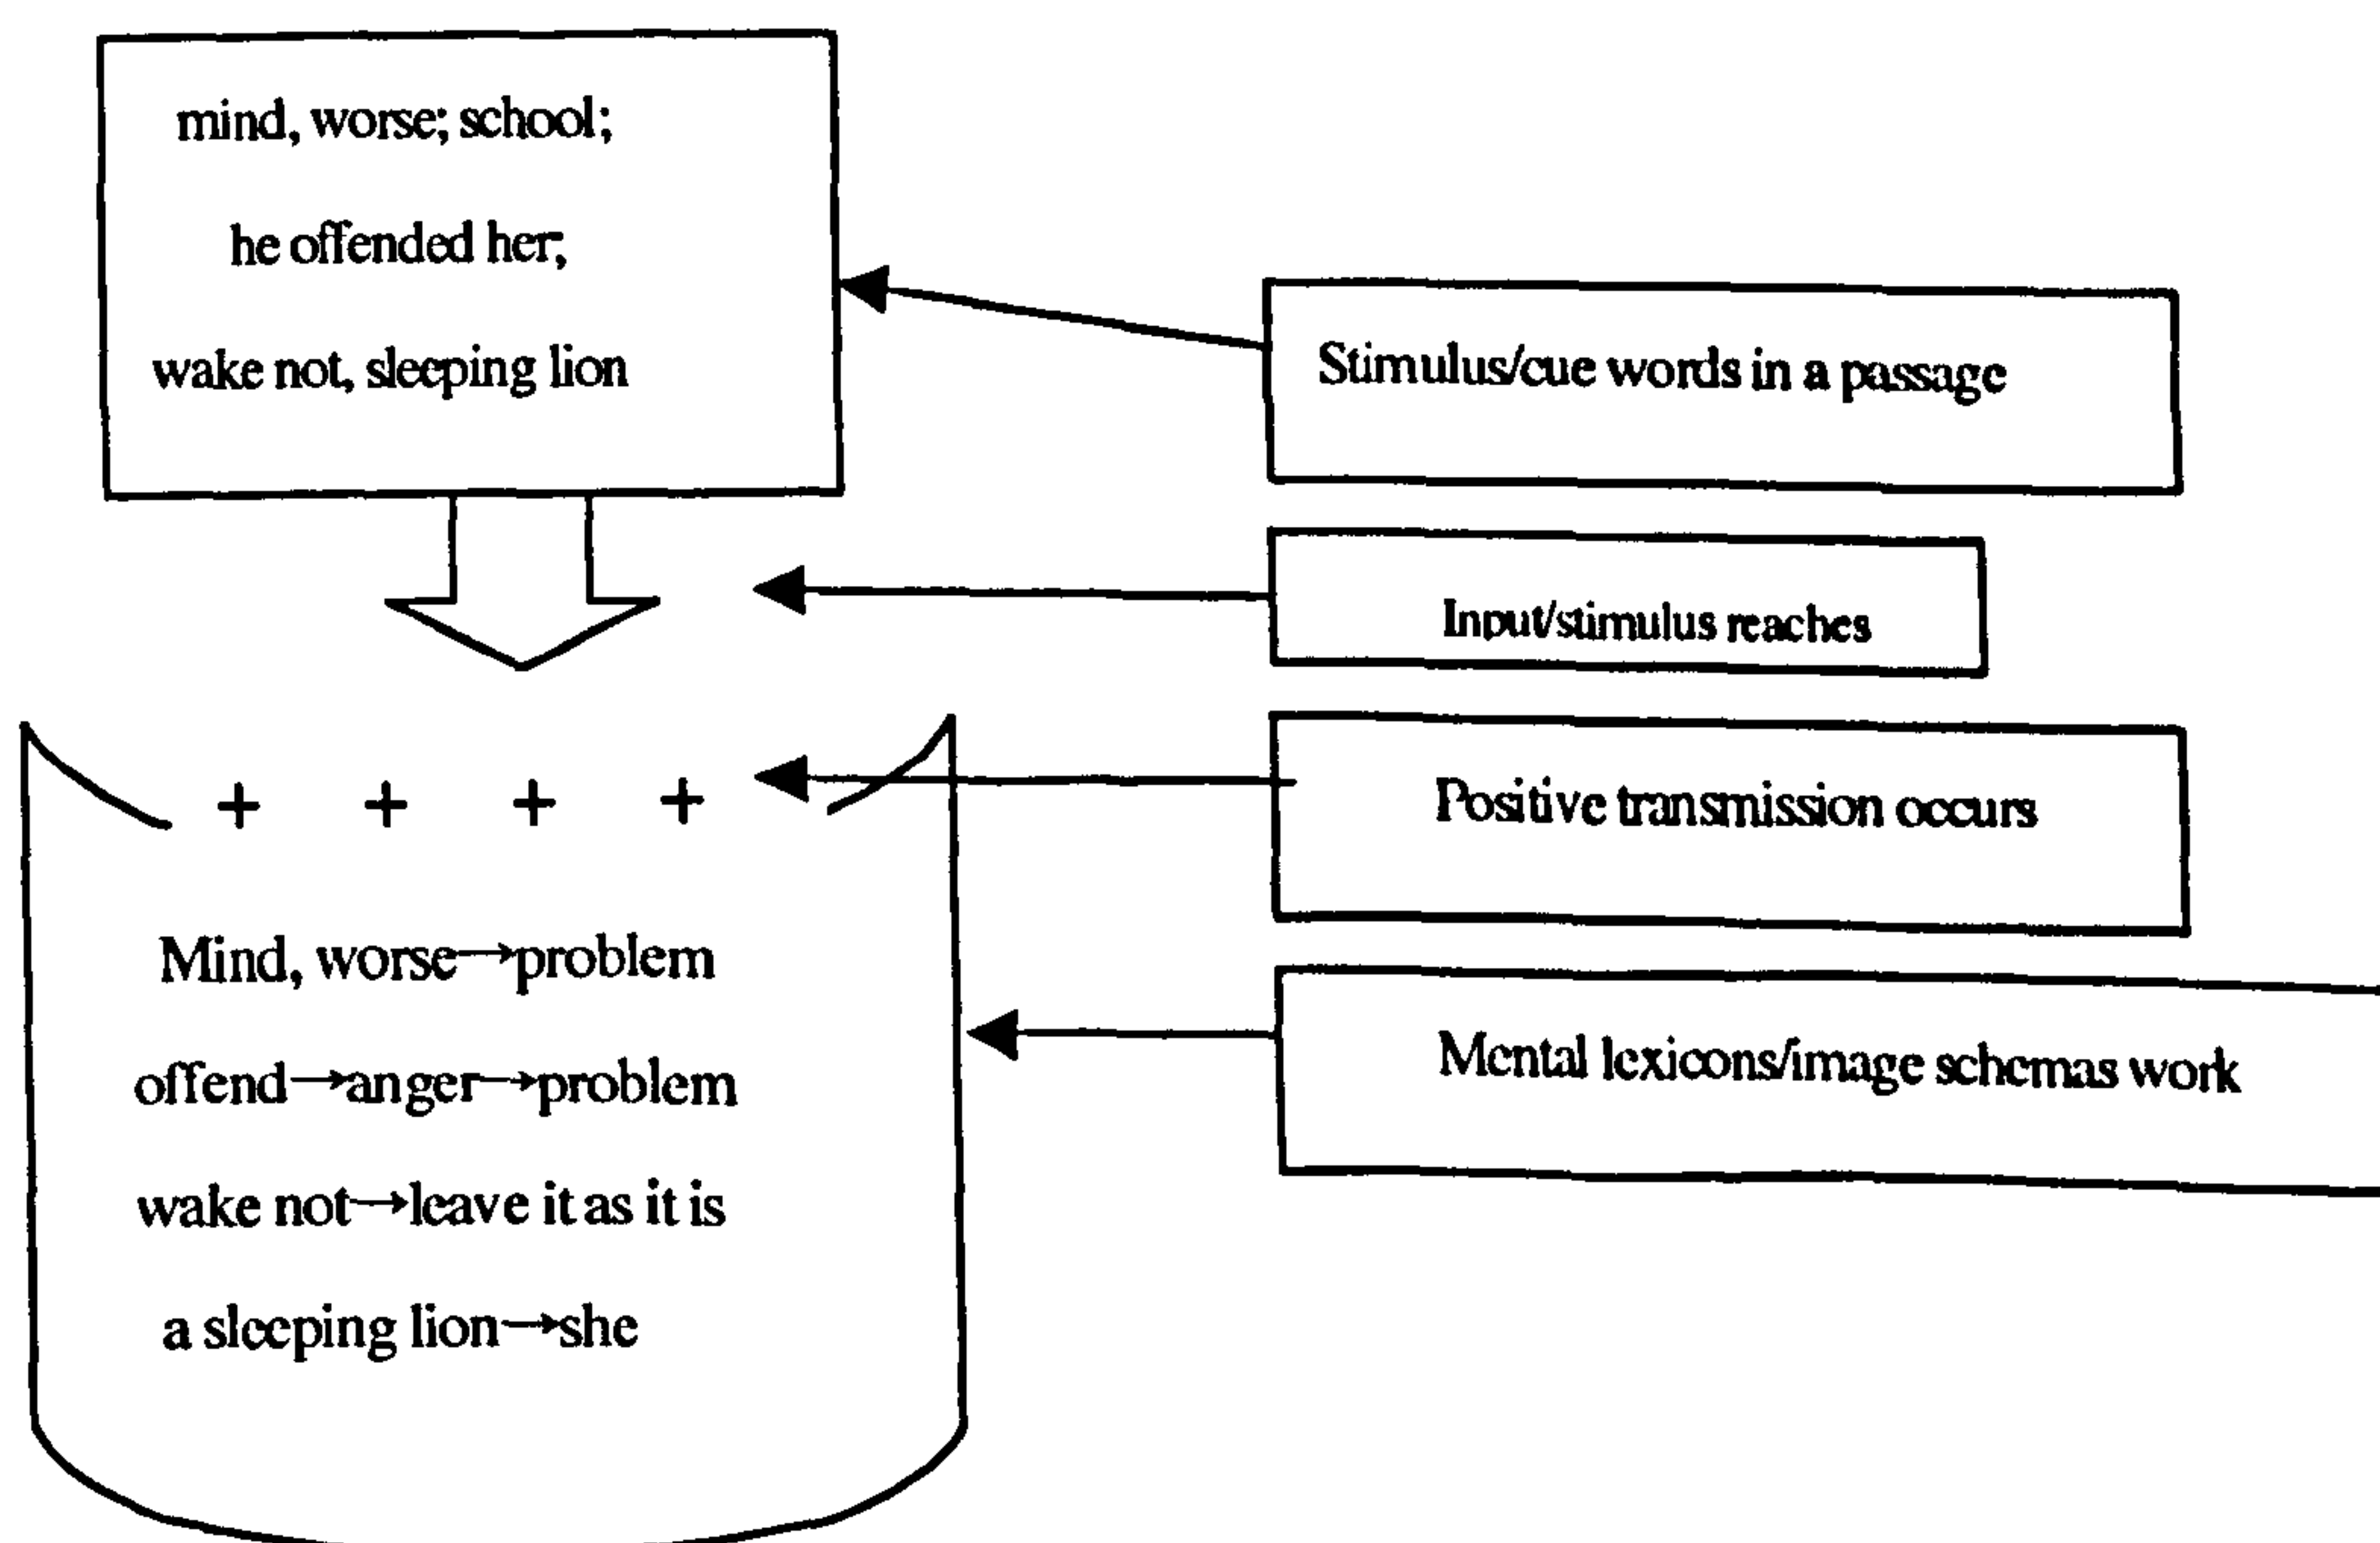 mind, worse; school;
he offended her;
wake not, sleeping lion
Stimulus/cue words in a passage
Input/stimulus reaches
+ + + +
Positive transmission occurs
Mind, worse→problem
offend→anger→problem
wake not→leave it as it is
a sleeping lion→she
Mental lexicons/image schemas work